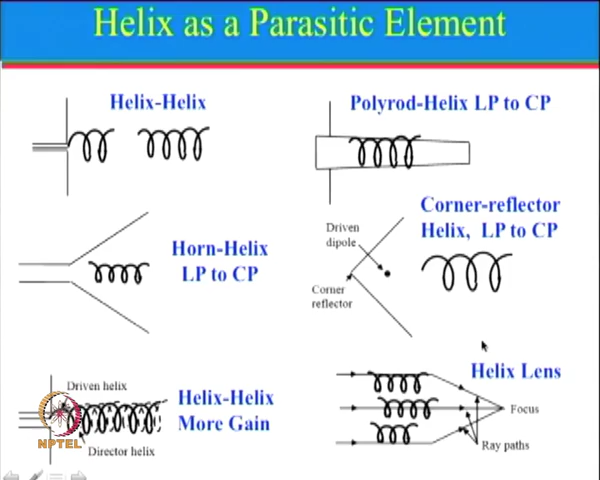 Helix as a Parasitic Element
Helix-Helix
Polyrod-Helix LP to CP
Horn-Helix
LP to CP
Driven
dipole
Corner
reflector
Corner-reflector
Helix, LP to CP
Driven helix
Helix-Helix
More Gain
Director helix
NPTEL
Helix Lens
Focus
Ray paths